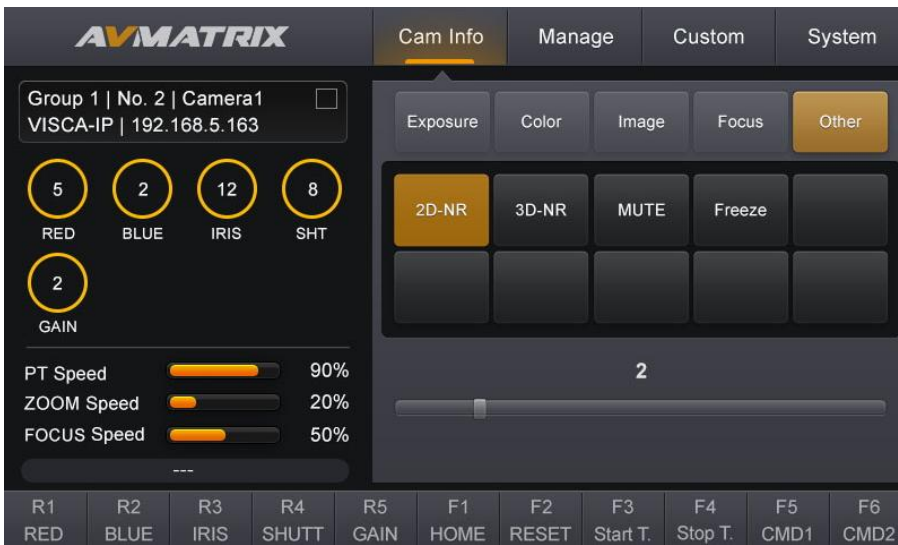 AVMATRIX
Cam Info Manage Custom System
Group 1 | No. 2 | Camera1
VISCA-IP | 192.168.5.163
Exposure Color Image Focus Other
5 2 12 8
RED BLUE IRIS SHT
2D-NR 3D-NR MUTE Freeze
2
GAIN
PT Speed 90%
ZOOM Speed 20%
FOCUS Speed 50%
---
2
R1 R2 R3 R4 R5 F1 F2 F3 F4 F5 F6
RED BLUE IRIS SHUTT GAIN HOME RESET Start T. Stop T. CMD1 CMD2